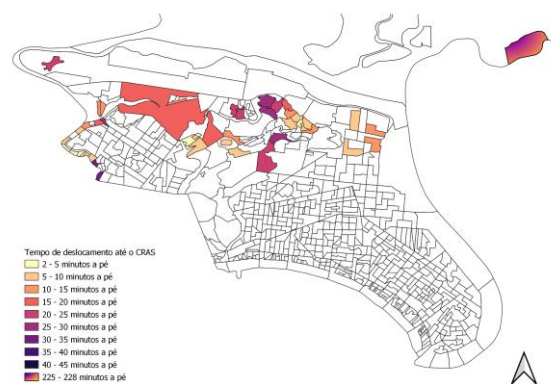 Tempo de deslocamento até o CRAS
2 - 5 minutos a pé
5 - 10 minutos a pé
10 - 15 minutos a pé
15 - 20 minutos a pé
20 - 25 minutos a pé
25 - 30 minutos a pé
30 - 35 minutos a pé
35 - 40 minutos a pé
40 - 45 minutos a pé
225 - 228 minutos a pé